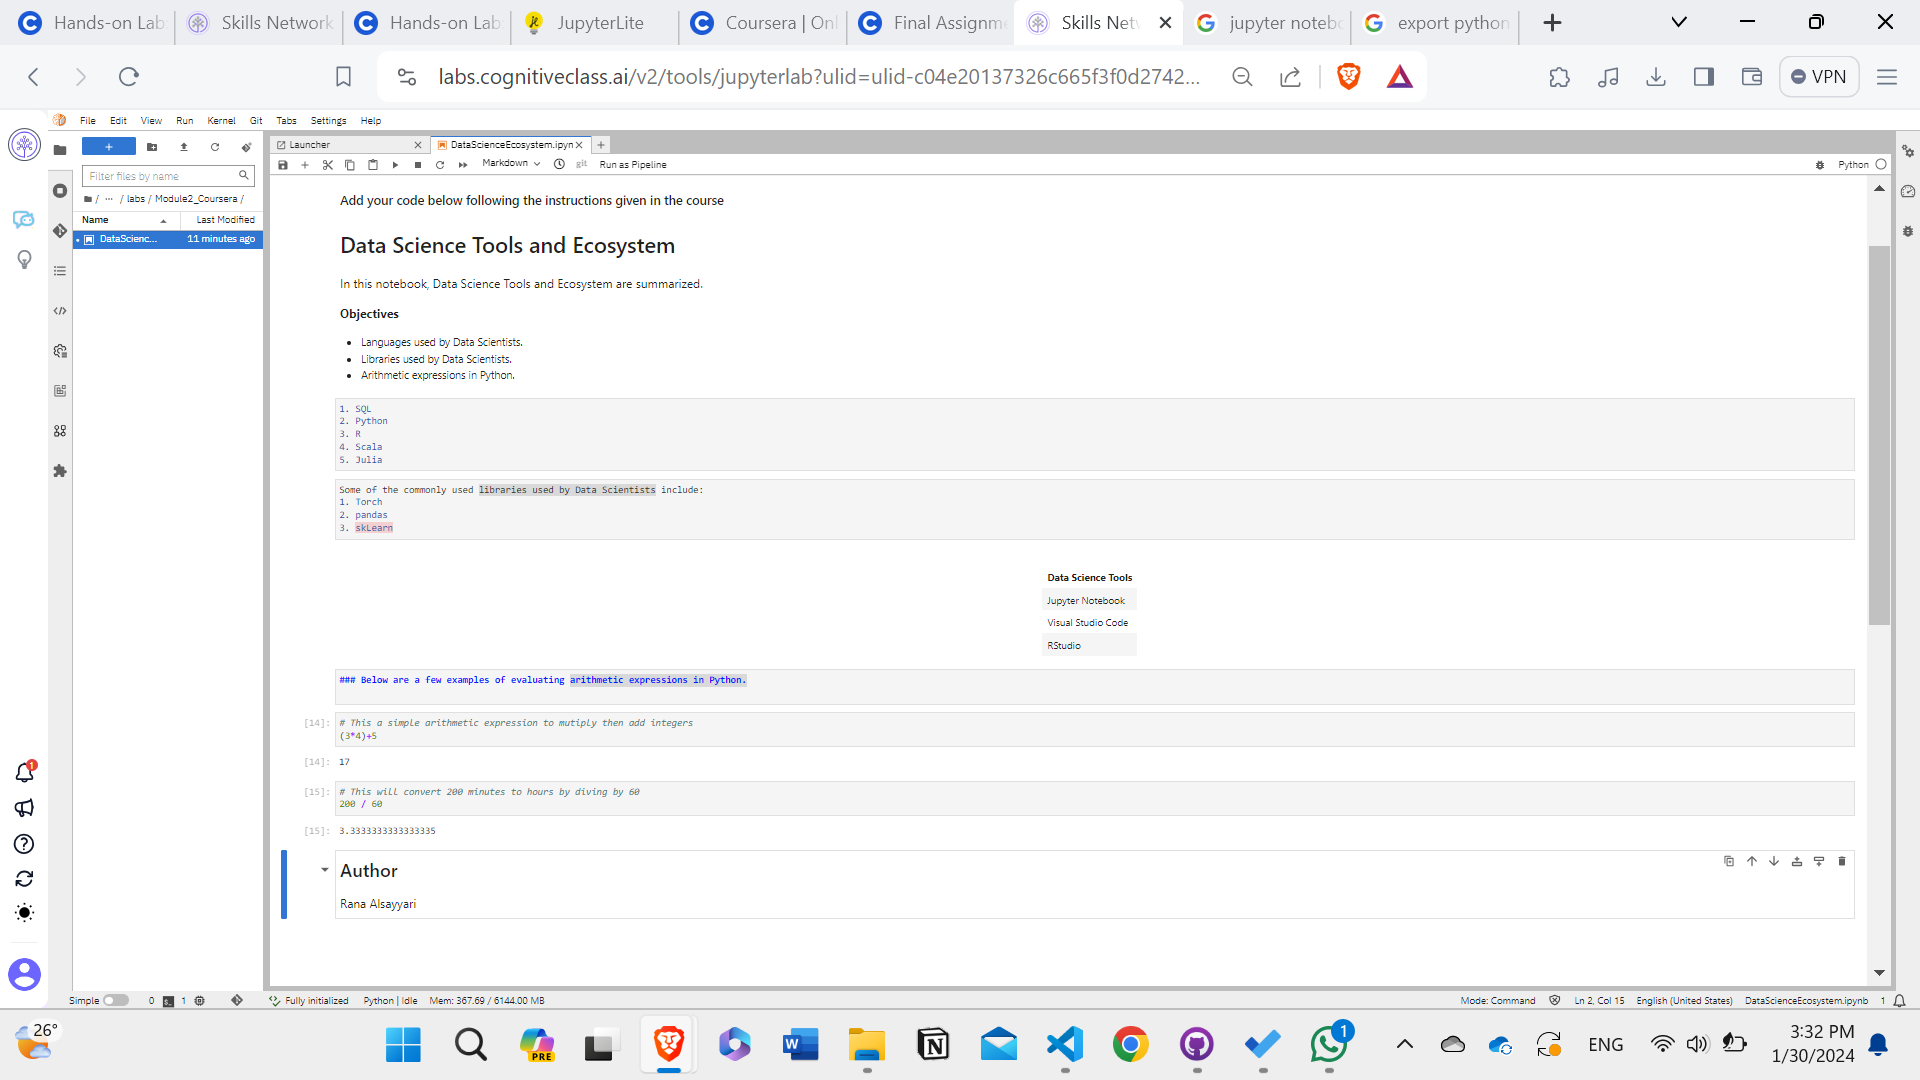 Hands-on Lab
Skills Network
Hands-on Lab
JupyterLite
Coursera | Onl
Final Assignme
Skills Netw
jupyter notebo
export python
labs.cognitiveclass.ai/v2/tools/jupyterlab?ulid=ulid-c04e20137326c665f3f0d2742...
VPN
File Edit View Run Kernel Git Tabs Settings Help
Launcher
DataScienceEcosystem.ipyn
Markdown
git
Run as Pipeline
Python
Filter files by name
/ ... / labs / Module2_Coursera /
Name Last Modified
DataScienc... 11 minutes ago
Add your code below following the instructions given in the course
Data Science Tools and Ecosystem
In this notebook, Data Science Tools and Ecosystem are summarized.
Objectives
• Languages used by Data Scientists.
• Libraries used by Data Scientists.
• Arithmetic expressions in Python.
1. SQL
2. Python
3. R
4. Scala
5. Julia
Some of the commonly used libraries used by Data Scientists include:
1. Torch
2. pandas
3. skLearn
Data Science Tools
Jupyter Notebook
Visual Studio Code
RStudio
### Below are a few examples of evaluating arithmetic expressions in Python.
[14]: # This a simple arithmetic expression to mutiply then add integers
(3*4)+5
[14]: 17
[15]: # This will convert 200 minutes to hours by diving by 60
200 / 60
[15]: 3.3333333333333335
Author
Rana Alsayyari
1
Simple 0 1 Fully initialized Python | Idle Mem: 367.69 / 6144.00 MB
Mode: Command Ln 2, Col 15 English (United States) DataScienceEcosystem.ipynb 1
26°
PRE
W
N
1
ENG
3:32 PM
1/30/2024